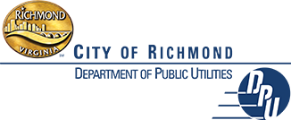 RICHMOND
VIRGINIA
CITY OF RICHMOND
DEPARTMENT OF PUBLIC UTILITIES
DPU